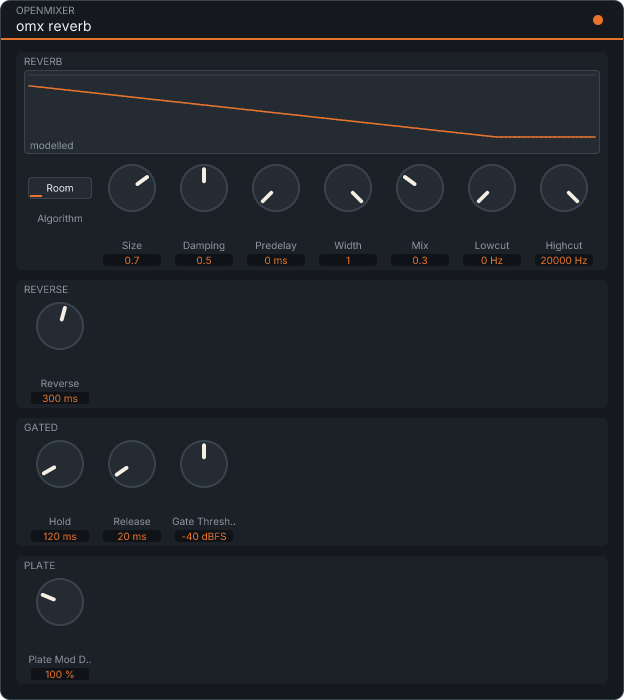 OPENMIXER
omx reverb
REVERB
modelled
Room
Algorithm
Size Damping Predelay Width Mix Lowcut Highcut
0.7 0.5 0 ms 1 0.3 0 Hz 20000 Hz
REVERSE
Reverse
300 ms
GATED
Hold Release Gate Thresh..
120 ms 20 ms -40 dBFS
PLATE
Plate Mod D..
100 %